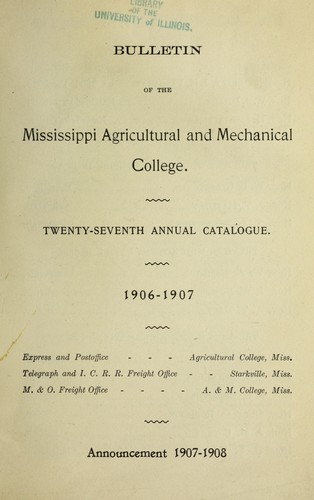 LIBRARY
OF THE
UNIVERSITY of ILLINOIS.
BULLETIN
OF THE
Mississippi Agricultural and Mechanical
College.
TWENTY-SEVENTH ANNUAL CATALOGUE.
1906-1907
Express and Postoffice - - - Agricultural College, Miss.
Telegraph and I. C. R. R. Freight Office - - Starkville, Miss.
M. & O. Freight Office - - - - A. & M. College, Miss.
Announcement 1907-1908